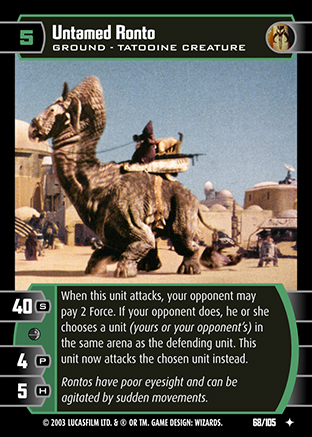 5
Untamed Ronto
GROUND - TATOOINE CREATURE
40 S
4 P
5 H
When this unit attacks, your opponent may
pay 2 Force. If your opponent does, he or she
chooses a unit (yours or your opponent's) in
the same arena as the defending unit. This
unit now attacks the chosen unit instead.
Rontos have poor eyesight and can be
agitated by sudden movements.
© 2003 LUCASFILM LTD. & ® OR TM. GAME DESIGN: WIZARDS.
68/105